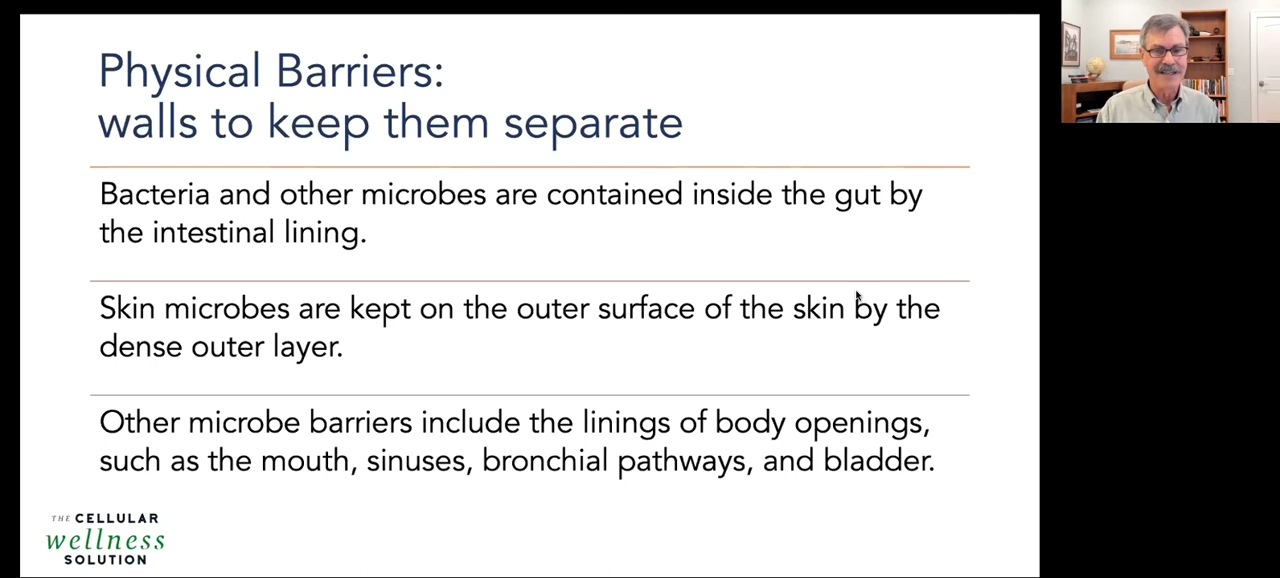 Physical Barriers:
walls to keep them separate
Bacteria and other microbes are contained inside the gut by
the intestinal lining.
Skin microbes are kept on the outer surface of the skin by the
dense outer layer.
Other microbe barriers include the linings of body openings,
such as the mouth, sinuses, bronchial pathways, and bladder.
THE CELLULAR
wellness
SOLUTION